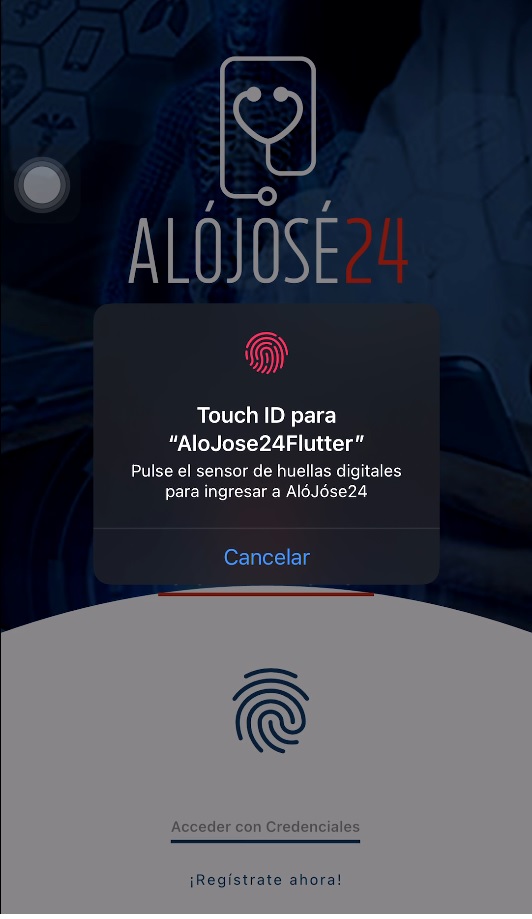 ALÓJOSÉ24
Touch ID para
“AloJose24Flutter”
Pulse el sensor de huellas digitales
para ingresar a AlóJóse24
Cancelar
Acceder con Credenciales
¡Regístrate ahora!